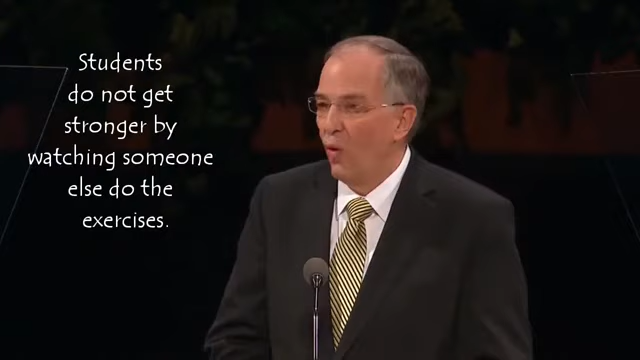 Students
do not get
stronger by
watching someone
else do the
exercises.